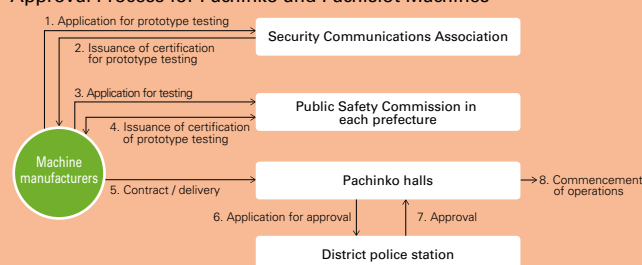 Approval Process for Pachinko and Pachislot Machines
1. Application for prototype testing
Security Communications Association
2. Issuance of certification
for prototype testing
3. Application for testing
Public Safety Commission in
each prefecture
4. Issuance of certification
of prototype testing
Machine
manufacturers
5. Contract / delivery
Pachinko halls
8. Commencement
of operations
6. Application for approval
7. Approval
District police station